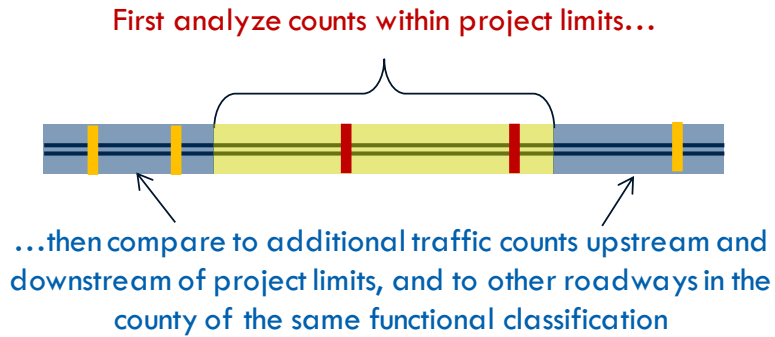 First analyze counts within project limits...
...then compare to additional traffic counts upstream and
downstream of project limits, and to other roadways in the
county of the same functional classification